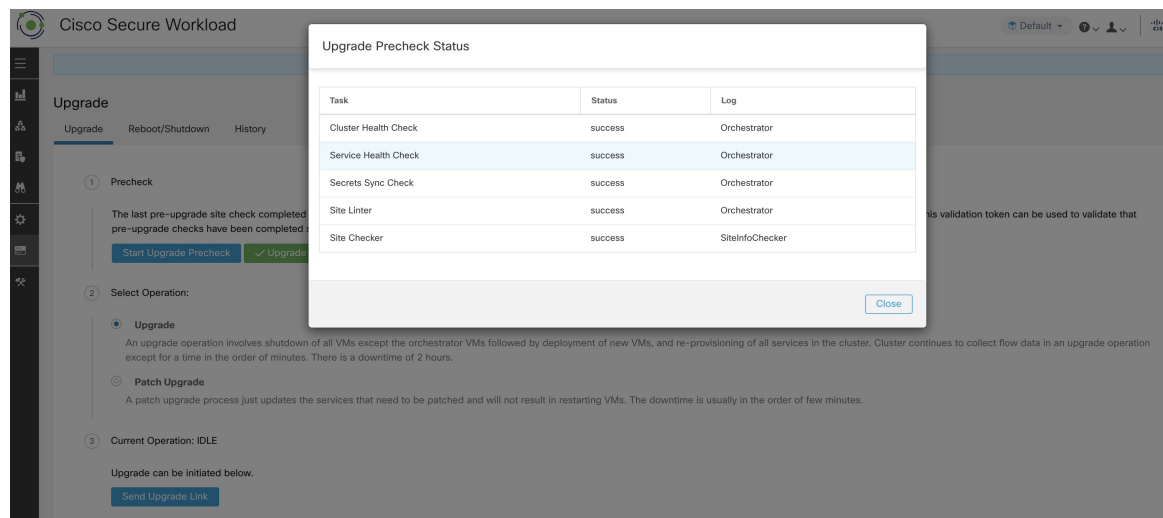 Cisco Secure Workload
Default
Upgrade Precheck Status
Task Status Log
Cluster Health Check success Orchestrator
Service Health Check success Orchestrator
Secrets Sync Check success Orchestrator
Site Linter success Orchestrator
Site Checker success SiteInfoChecker
Close
Upgrade
Upgrade Reboot/Shutdown History
1 Precheck
The last pre-upgrade site check completed
his validation token can be used to validate that
pre-upgrade checks have been completed
Start Upgrade Precheck Upgrade
2 Select Operation:
Upgrade
An upgrade operation involves shutdown of all VMs except the orchestrator VMs followed by deployment of new VMs, and re-provisioning of all services in the cluster. Cluster continues to collect flow data in an upgrade operation
except for a time in the order of minutes. There is a downtime of 2 hours.
Patch Upgrade
A patch upgrade process just updates the services that need to be patched and will not result in restarting VMs. The downtime is usually in the order of few minutes.
3 Current Operation: IDLE
Upgrade can be initiated below.
Send Upgrade Link